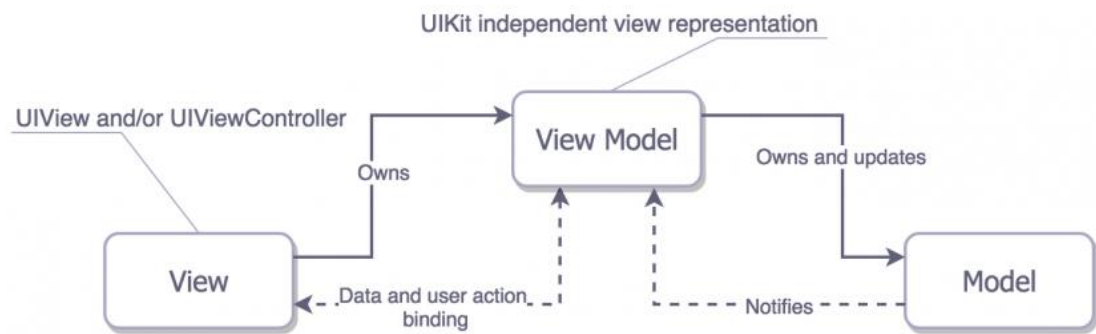 UIKit independent view representation
UIView and/or UIViewController
View Model
Owns
Owns and updates
View
Data and user action
binding
Notifies
Model